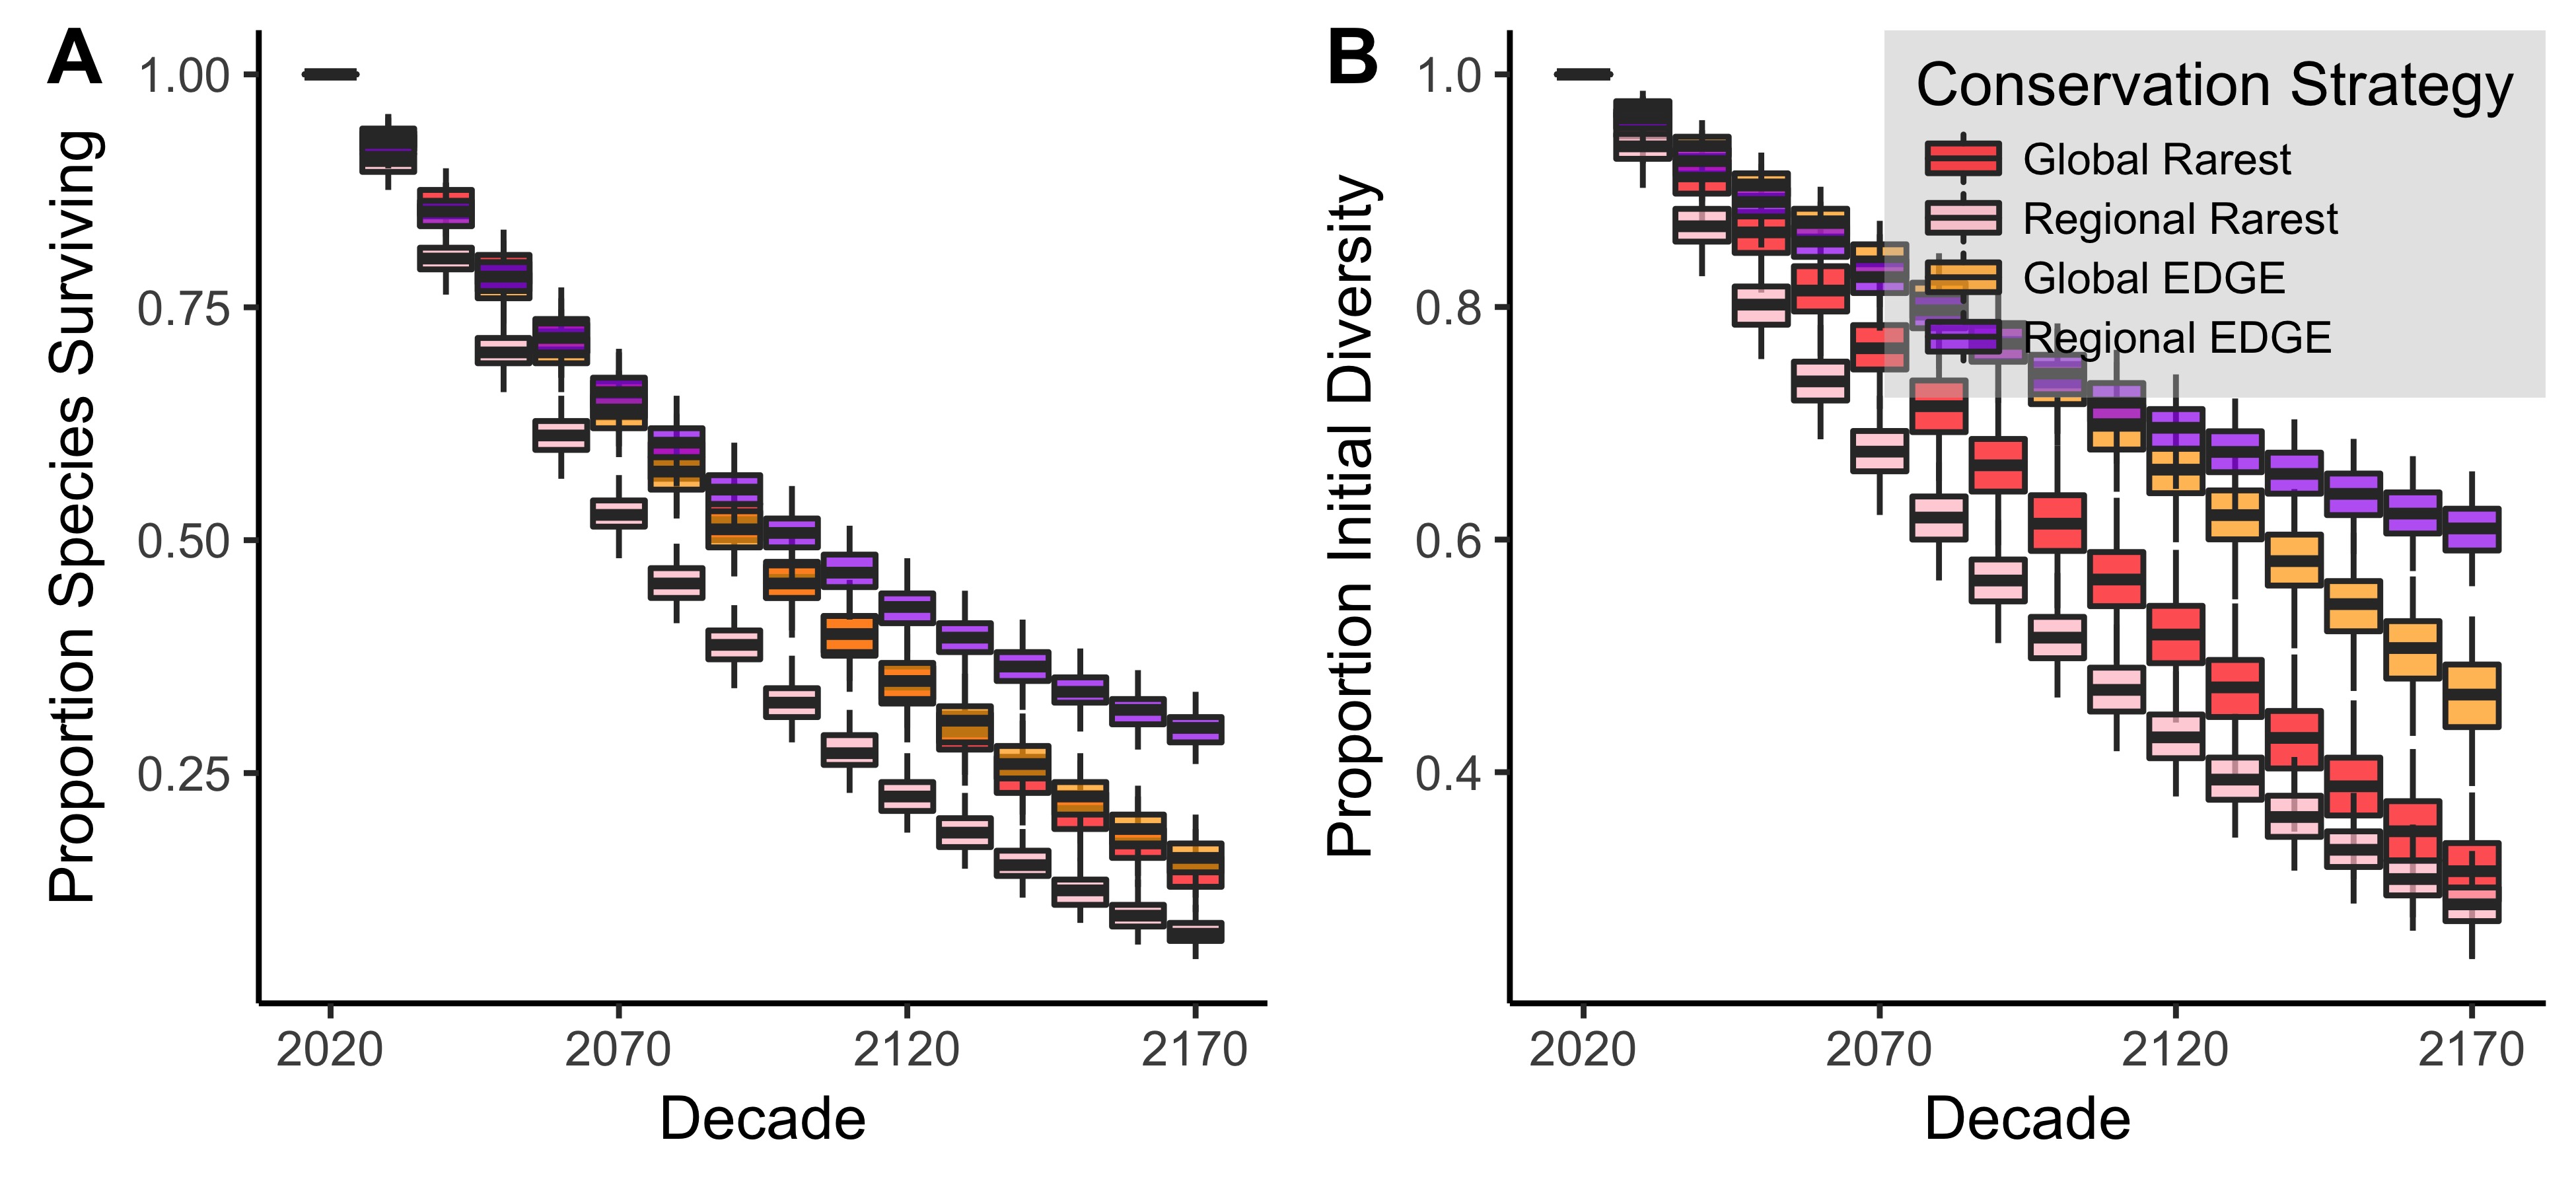 A
Proportion Species Surviving
1.00
0.75
0.50
0.25
2020
2070
2120
2170
Decade
B
Proportion Initial Diversity
1.0
0.8
0.6
0.4
2020
2070
2120
2170
Decade
Conservation Strategy
Global Rarest
Regional Rarest
Global EDGE
Regional EDGE